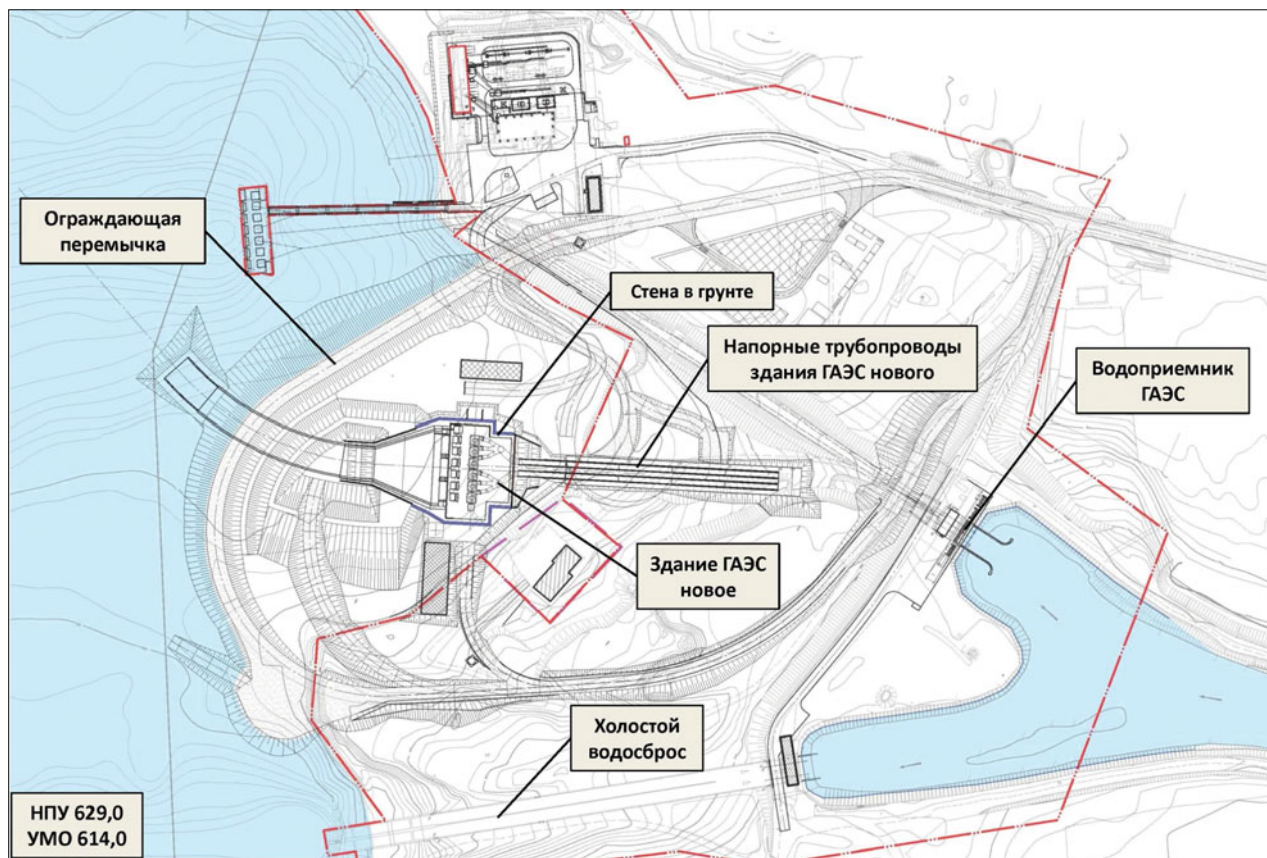 Ограждающая
перемычка
Стена в грунте
Напорные трубопроводы
здания ГАЭС нового
Водоприемник
ГАЭС
Здание ГАЭС
новое
Холостой
водосброс
НПУ 629,0
УМО 614,0